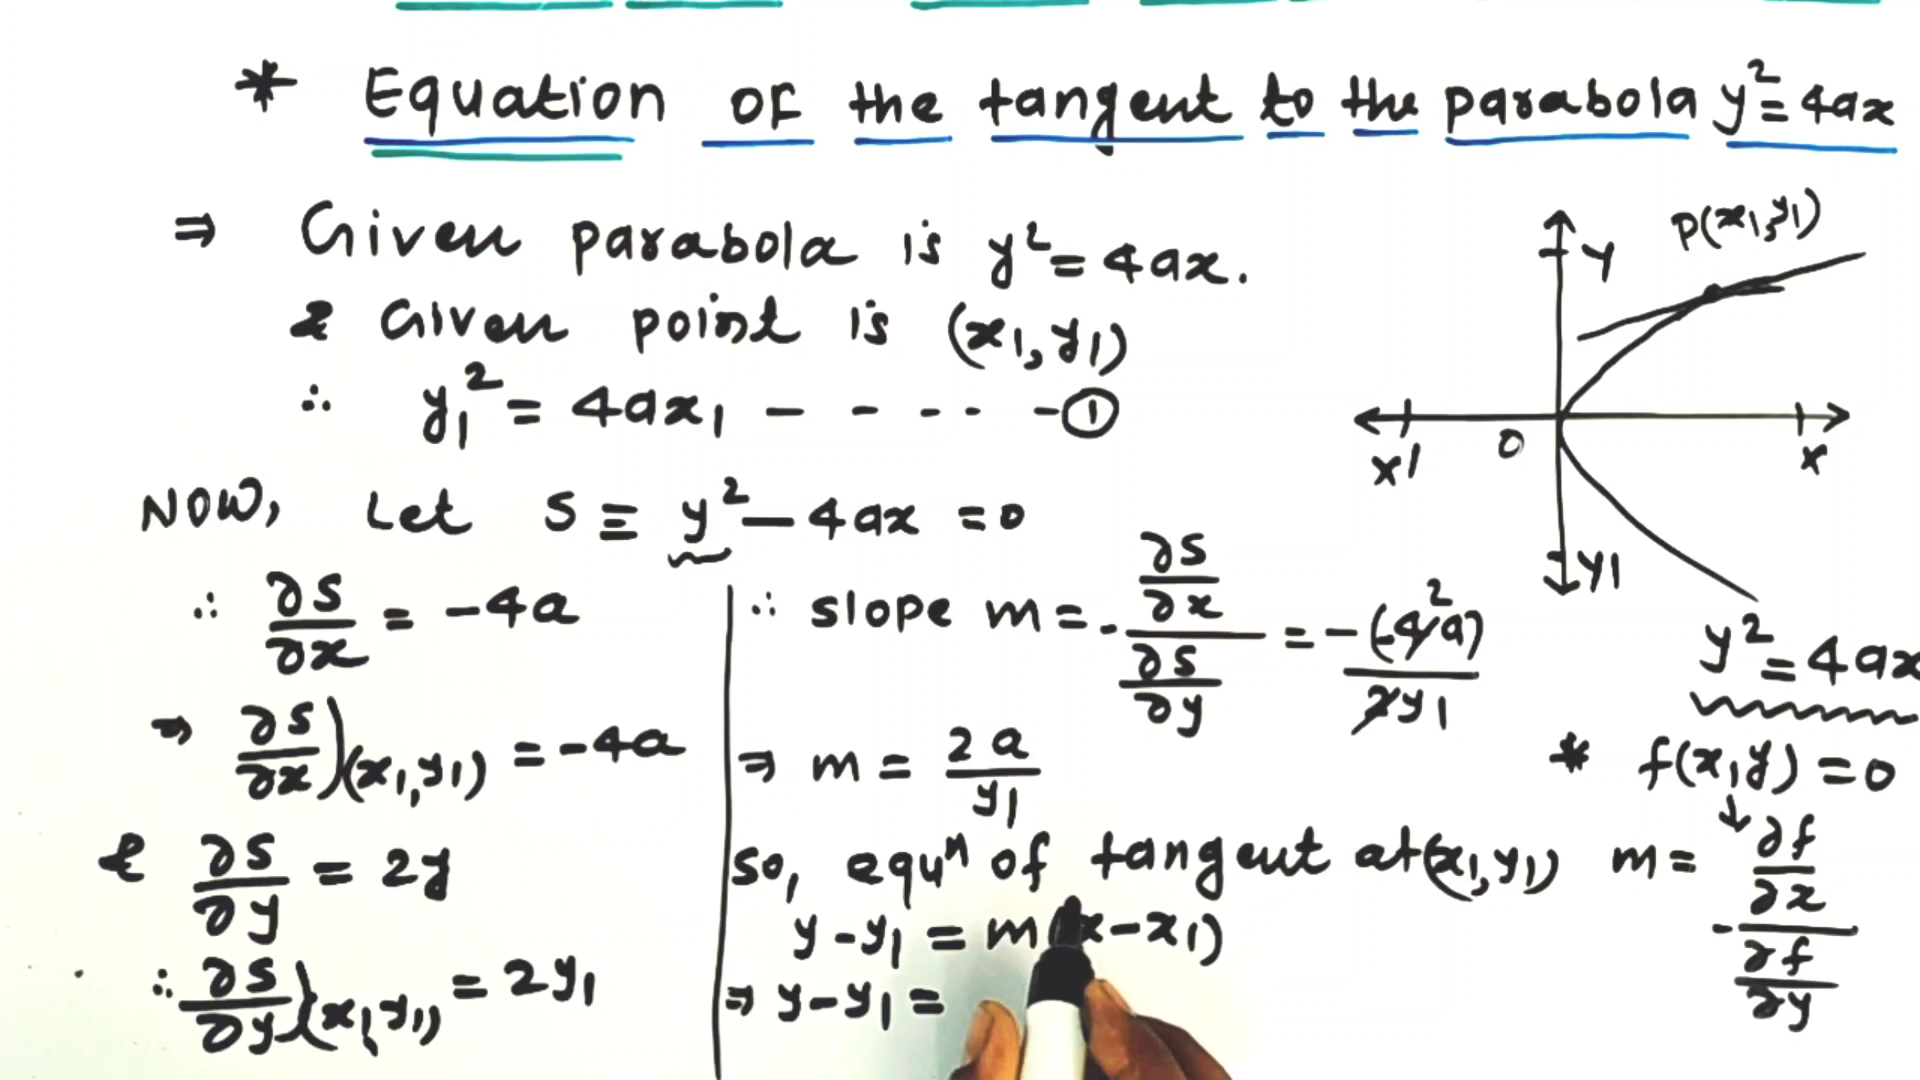 * Equation of the tangent to the parabola y²=4ax
⇒ Given parabola is y²=4ax.
& Given point is (x₁,y₁)
∴ y₁²=4ax₁ - - - - - ①
NOW, Let S ≡ y²-4ax =0
∴ ∂S/∂x = -4a
⇒ ∂S/∂x)(x₁,y₁) = -4a
& ∂S/∂y = 2y
∴ ∂S/∂y)(x₁,y₁) = 2y₁
∴ slope m = - (∂S/∂x)/(∂S/∂y) = -(-4a)/2y₁ 2
⇒ m = 2a/y₁
So, equⁿ of tangent at (x₁,y₁)
y-y₁ = m(x-x₁)
⇒ y-y₁ =
P(x₁,y₁)
Y
X'
O
X
Y'
y²=4ax
* f(x,y) = 0
↓
m = - (∂f/∂x)/(∂f/∂y)